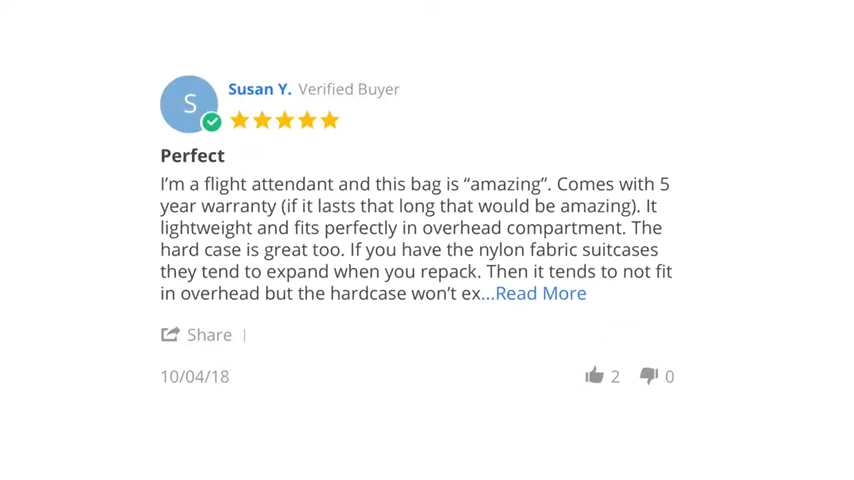 S
Susan Y. Verified Buyer
Perfect
I'm a flight attendant and this bag is “amazing”. Comes with 5
year warranty (if it lasts that long that would be amazing). It
lightweight and fits perfectly in overhead compartment. The
hard case is great too. If you have the nylon fabric suitcases
they tend to expand when you repack. Then it tends to not fit
in overhead but the hardcase won't ex...Read More
Share |
10/04/18 2 0